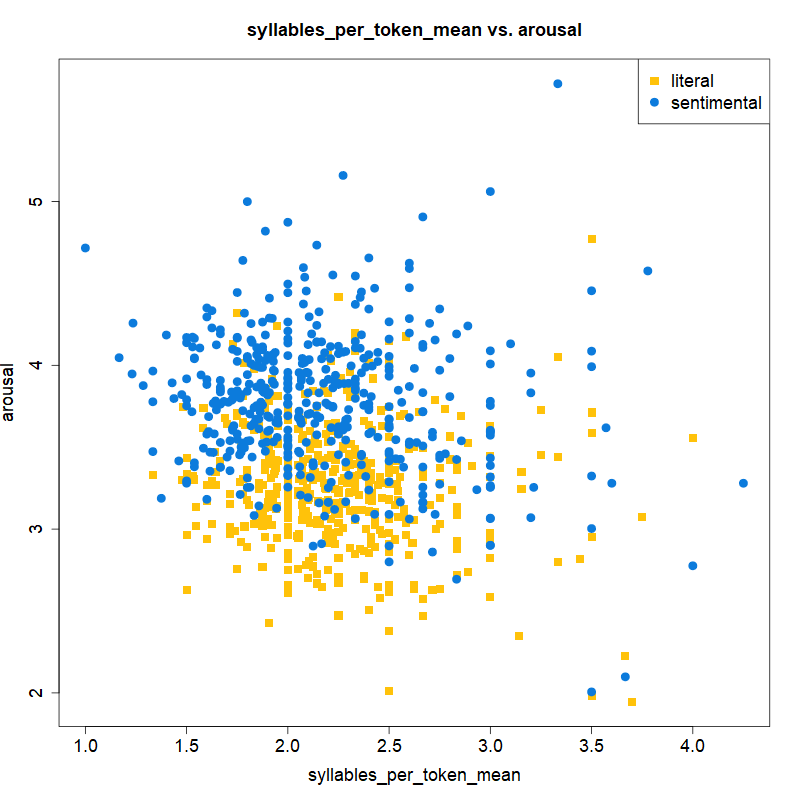 syllables_per_token_mean vs. arousal
literal
sentimental
5
4
3
2
arousal
1.0 1.5 2.0 2.5 3.0 3.5 4.0
syllables_per_token_mean